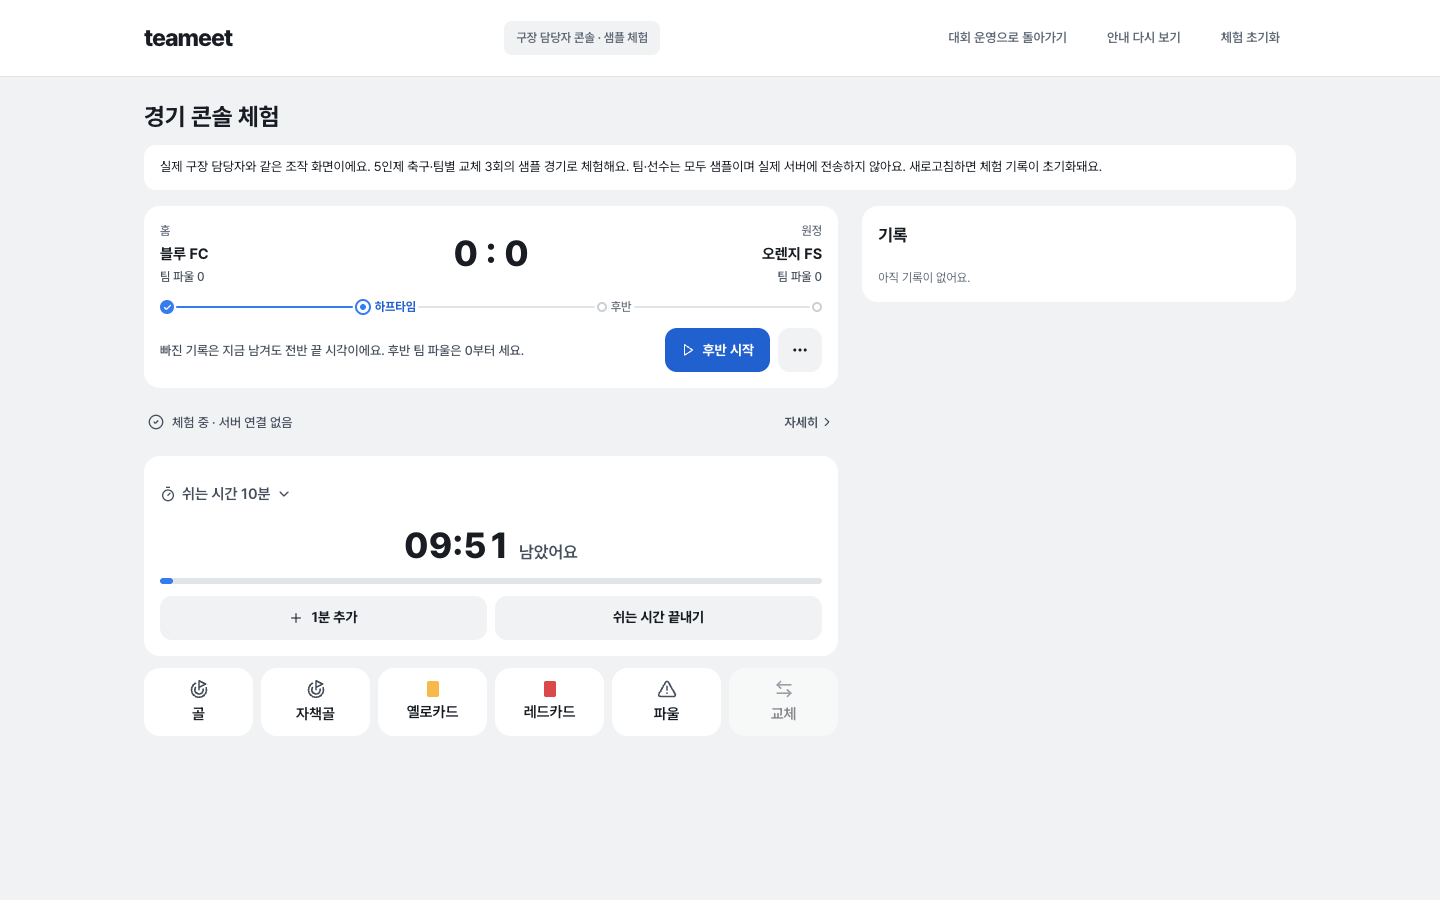 teameet
구장 담당자 콘솔 · 샘플 체험
대회 운영으로 돌아가기
안내 다시 보기
체험 초기화
경기 콘솔 체험
실제 구장 담당자와 같은 조작 화면이에요. 5인제 축구·팀별 교체 3회의 샘플 경기로 체험해요. 팀·선수는 모두 샘플이며 실제 서버에 전송하지 않아요. 새로고침하면 체험 기록이 초기화돼요.
홈
블루 FC
팀 파울 0
0 : 0
원정
오렌지 FS
팀 파울 0
하프타임
후반
빠진 기록은 지금 남겨도 전반 끝 시각이에요. 후반 팀 파울은 0부터 세요.
후반 시작
체험 중 · 서버 연결 없음
자세히
쉬는 시간 10분
09:51 남았어요
1분 추가
쉬는 시간 끝내기
골
자책골
옐로카드
레드카드
파울
교체
기록
아직 기록이 없어요.